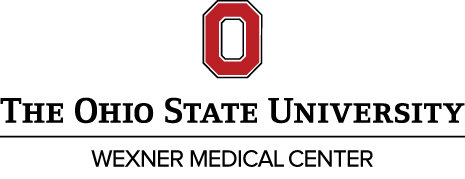 O
THE OHIO STATE UNIVERSITY
WEXNER MEDICAL CENTER